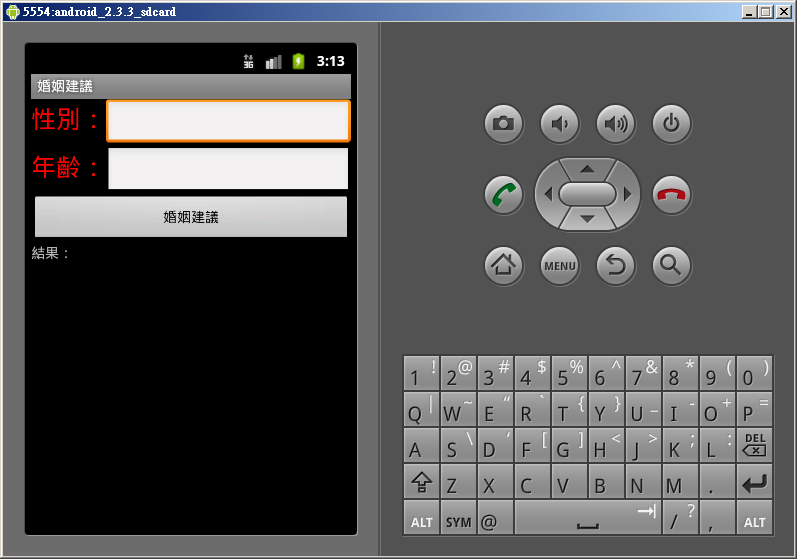 5554:android_2.3.3_sdcard
3G 3:13
婚姻建議
性別：
年齡：
婚姻建議
結果：
MENU
1 ! 2 @ 3 # 4 $ 5 % 6 ^ 7 & 8 * 9 ( 0 )
Q | W ~ E “ R ` T { Y } U _ I - O + P =
A S \ D ‘ F [ G ] H < J > K ; L : DEL
Z X C V B N M .
ALT SYM @ / ? , ALT